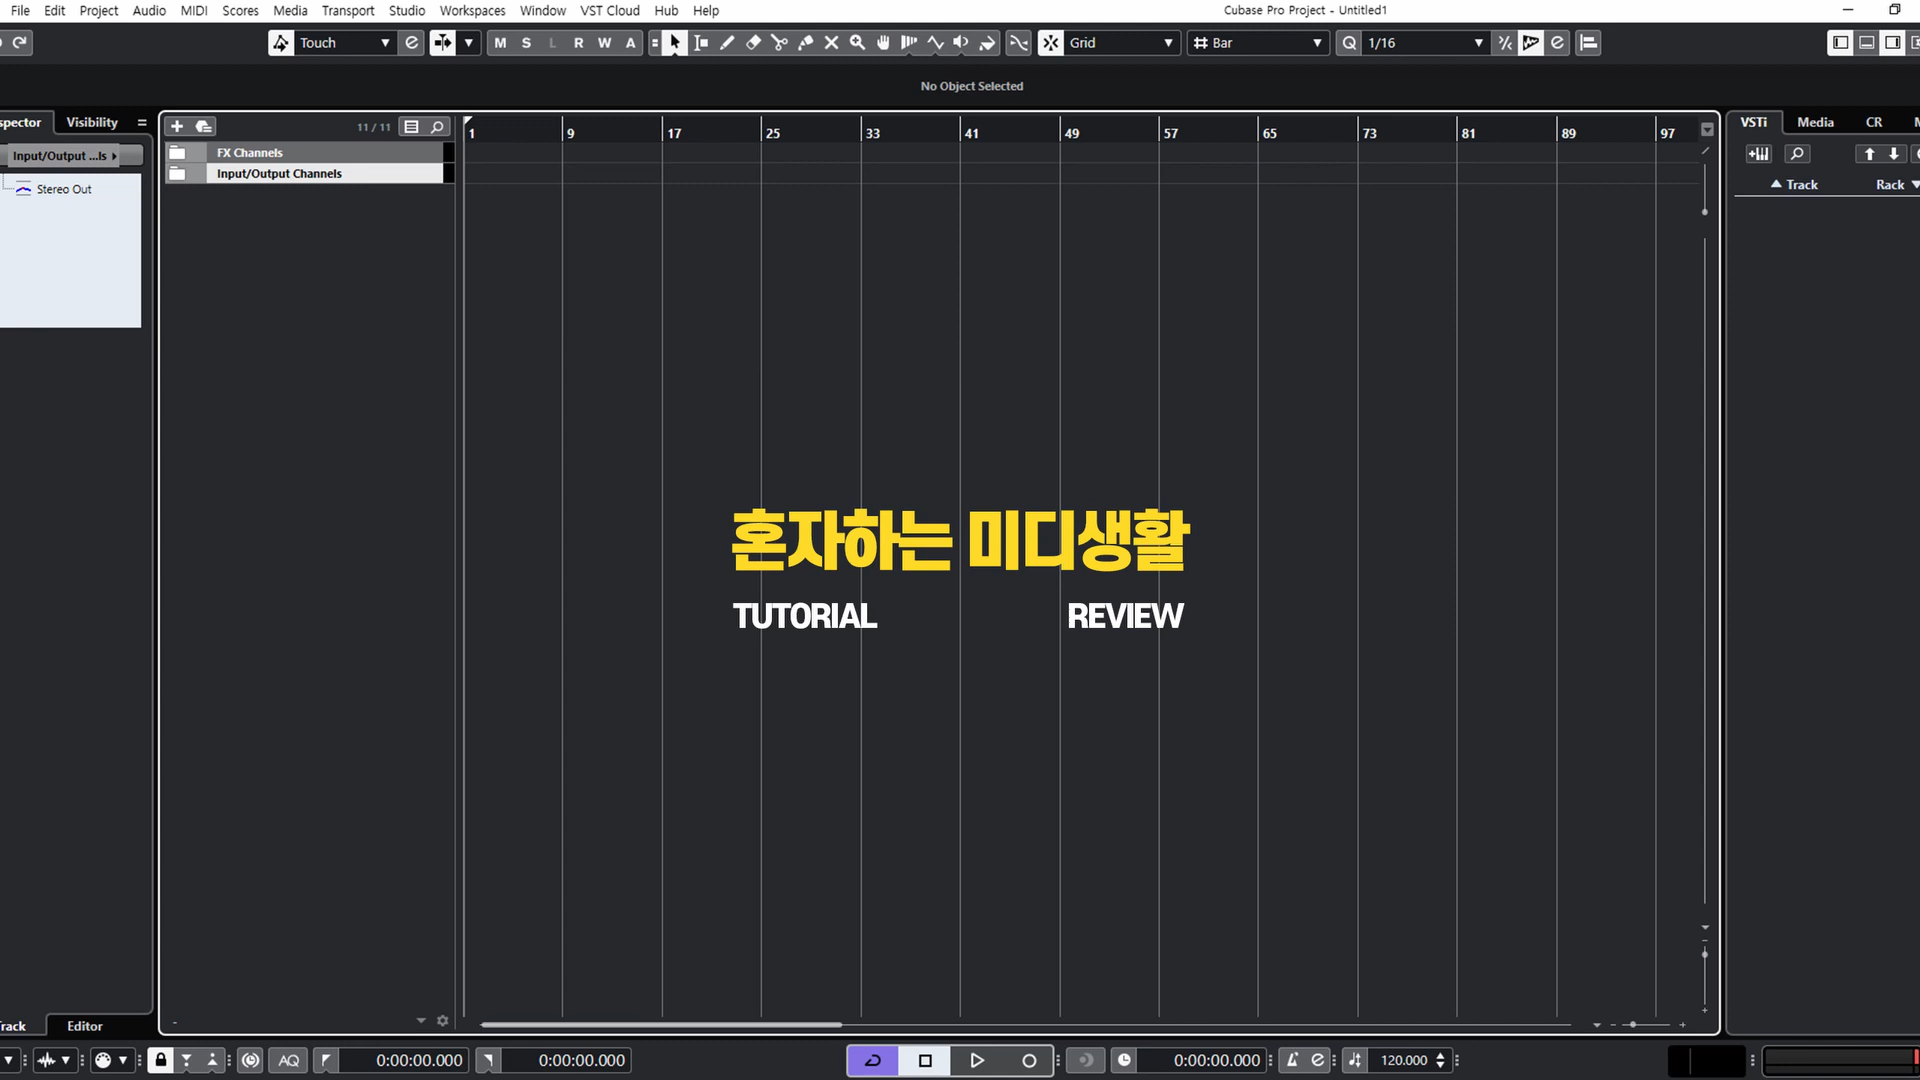 File Edit Project Audio MIDI Scores Media Transport Studio Workspaces Window VST Cloud Hub Help
Cubase Pro Project - Untitled1
Touch M S L R W A Grid Bar Q 1/16
No Object Selected
spector Visibility
11 / 11
1 9 17 25 33 41 49 57 65 73 81 89 97
VSTi Media CR
Input/Output ...ls
FX Channels
Input/Output Channels
Stereo Out
Track Rack
혼자하는 미디생활
TUTORIAL REVIEW
rack Editor
AQ 0:00:00.000 0:00:00.000 0:00:00.000 120.000